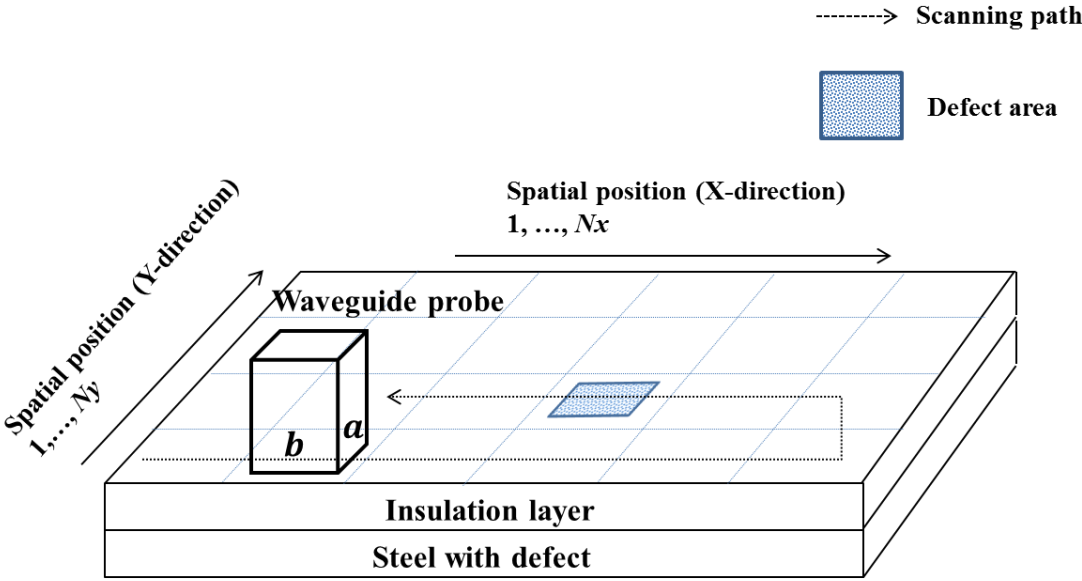 Scanning path
Defect area
Spatial position (X-direction)
1, …, Nx
Spatial position (Y-direction)
1,…, Ny
Waveguide probe
a
b
Insulation layer
Steel with defect